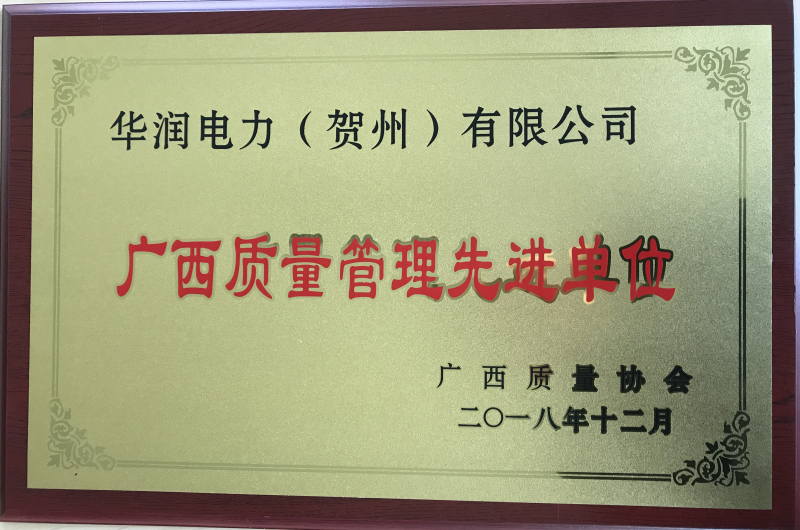 华润电力（贺州）有限公司
广西质量管理先进单位
广西质量协会
二〇一八年十二月